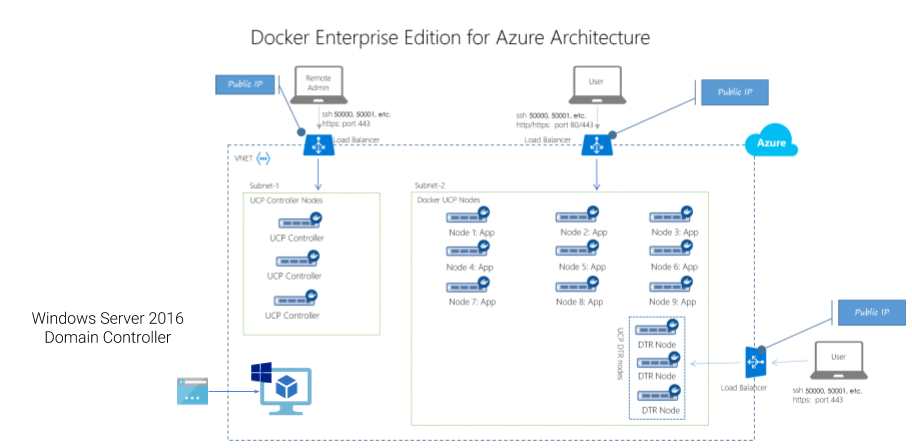 Docker Enterprise Edition for Azure Architecture
Public IP
Remote
Admin
ssh 50000, 50001, etc.
https: port 443
Load Balancer
User
Public IP
ssh 50000, 50001, etc.
http/https: port 80/443
Load Balancer
Azure
VNET
Subnet-1
UCP Controller Nodes
UCP Controller
UCP Controller
UCP Controller
Subnet-2
Docker UCP Nodes
Node 1: App
Node 2: App
Node 3: App
Node 4: App
Node 5: App
Node 6: App
Node 7: App
Node 8: App
Node 9: App
UCP DTR nodes
DTR Node
DTR Node
DTR Node
Public IP
User
Load Balancer
ssh 50000, 50001, etc.
https: port 443
Windows Server 2016
Domain Controller